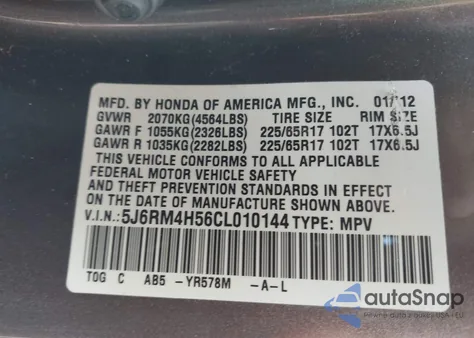 MFD. BY HONDA OF AMERICA MFG., INC. 01/12
GVWR 2070KG(4564LBS) TIRE SIZE RIM SIZE
GAWR F 1055KG(2326LBS) 225/65R17 102T 17X6.5J
GAWR R 1035KG(2282LBS) 225/65R17 102T 17X6.5J
THIS VEHICLE CONFORMS TO ALL APPLICABLE
FEDERAL MOTOR VEHICLE SAFETY
STANDARDS IN EFFECT ON THE DATE OF
MANUFACTURE SHOWN ABOVE.
V.I.N.: 5J6RM4H56CL010144 TYPE: MPV
TOG C AB5 -YR578M -A-L
autoSnap